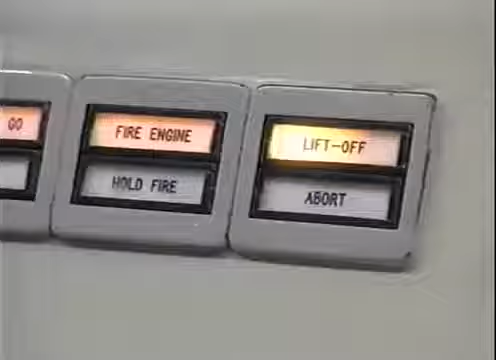 GO
FIRE ENGINE
HOLD FIRE
LIFT-OFF
ABORT